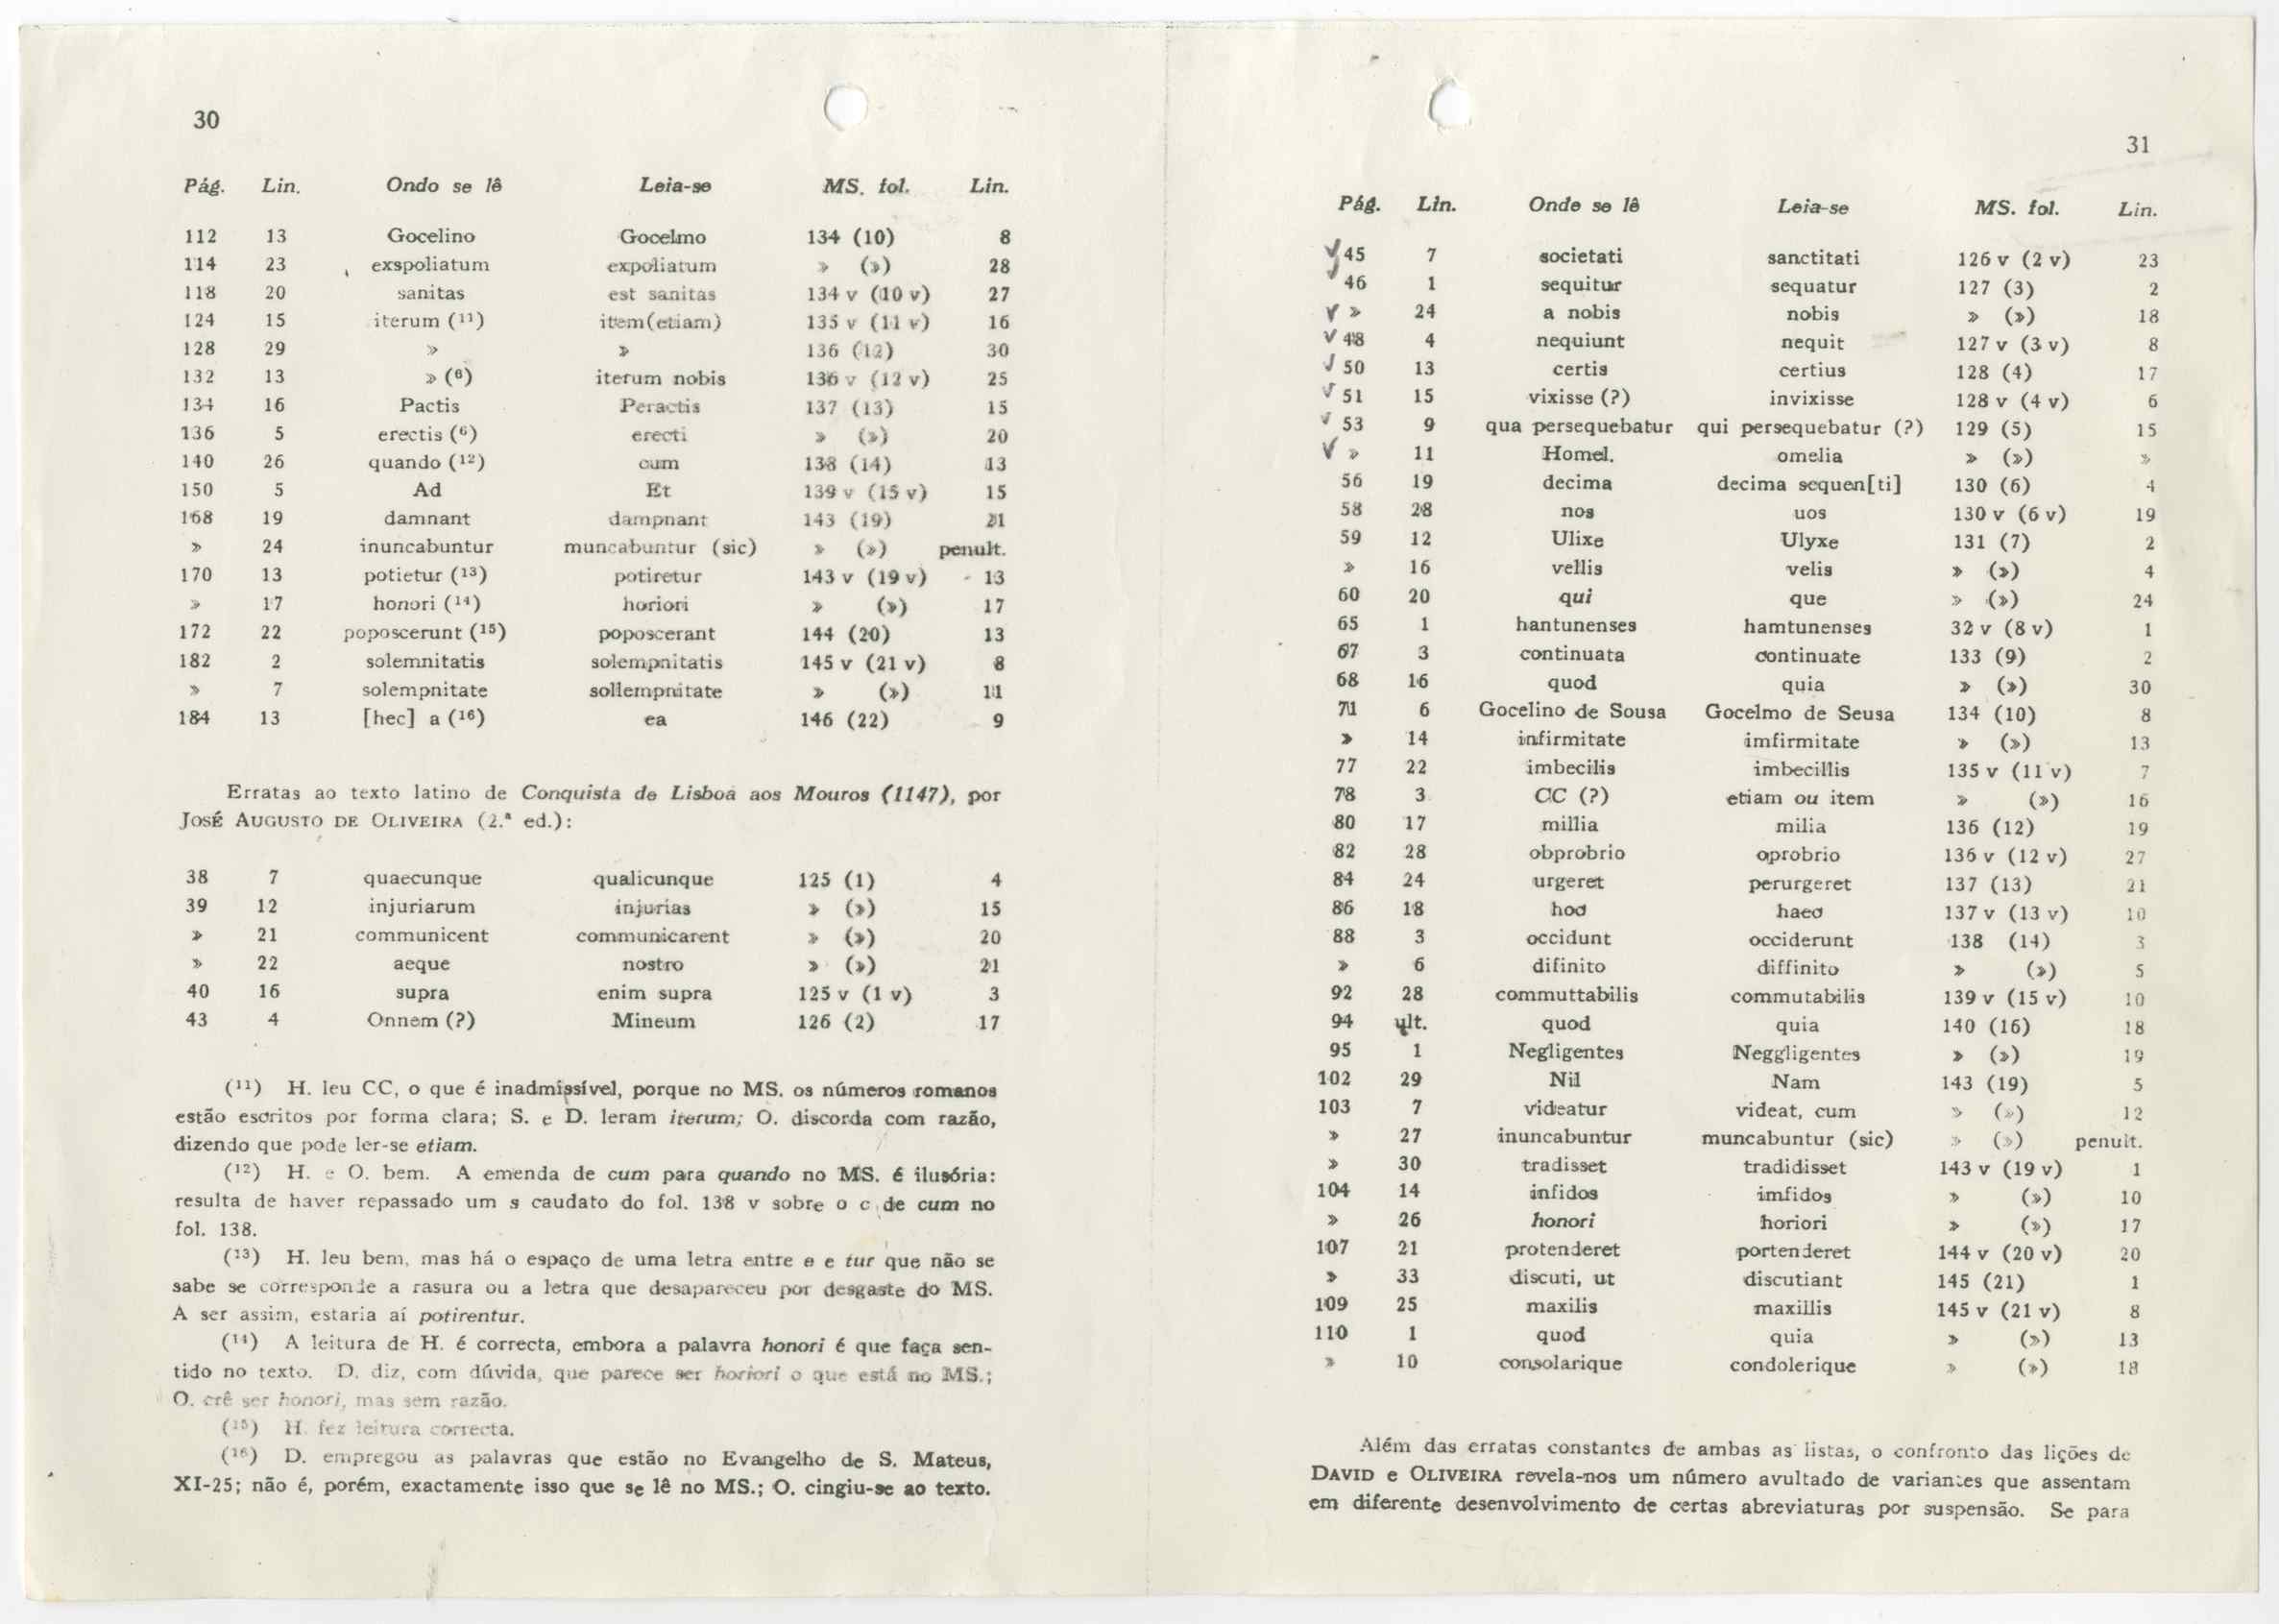 30
Pág. Lin. Ondo se lê Leia-se MS. fol. Lin.
112 13 Gocelino Gocelmo 134 (10) 8
114 23 exspoliatum expoliatum » (») 28
118 20 sanitas est sanitas 134 v (10 v) 27
124 15 iterum (11) item(etiam) 135 v (11 v) 16
128 29 » » 136 (12) 30
132 13 » (6) iterum nobis 136 v (12 v) 25
134 16 Pactis Peractis 137 (13) 15
136 5 erectis (6) erecti » (») 20
140 26 quando (12) cum 138 (14) 13
150 5 Ad Et 139 v (15 v) 15
168 19 damnant dampnant 143 (19) 21
» 24 inuncabuntur muncabuntur (sic) » (») penult.
170 13 potietur (13) potiretur 143 v (19 v) 13
» 17 honori (14) horiori » (») 17
172 22 poposcerunt (15) poposcerant 144 (20) 13
182 2 solemnitatis solempnitatis 145 v (21 v) 8
» 7 solempnitate sollempnitate » (») 11
184 13 [hec] a (16) ea 146 (22) 9
Erratas ao texto latino de Conquista de Lisboa aos Mouros (1147), por
JOSÉ AUGUSTO DE OLIVEIRA (2.ª ed.):
38 7 quaecunque qualicunque 125 (1) 4
39 12 injuriarum injurias » (») 15
» 21 communicent communicarent » (») 20
» 22 aeque nostro » (») 21
40 16 supra enim supra 125 v (1 v) 3
43 4 Onnem (?) Mineum 126 (2) 17
(11) H. leu CC, o que é inadmissível, porque no MS. os números romanos
estão escritos por forma clara; S. e D. leram iterum; O. discorda com razão,
dizendo que pode ler-se etiam.
(12) H. e O. bem. A emenda de cum para quando no MS. é ilusória:
resulta de haver repassado um s caudato do fol. 138 v sobre o c de cum no
fol. 138.
(13) H. leu bem, mas há o espaço de uma letra entre e e tur que não se
sabe se corresponde a rasura ou a letra que desapareceu por desgaste do MS.
A ser assim, estaria aí potirentur.
(14) A leitura de H. é correcta, embora a palavra honori é que faça sen-
tido no texto. D. diz, com dúvida, que parece ser horiori o que está no MS.;
O. crê ser honori, mas sem razão.
(15) H. fez leitura correcta.
(16) D. empregou as palavras que estão no Evangelho de S. Mateus,
XI-25; não é, porém, exactamente isso que se lê no MS.; O. cingiu-se ao texto.
31
Pág. Lin. Onde se lê Leia-se MS. fol. Lin.
√ 45 7 societati sanctitati 126 v (2 v) 23
√ 46 1 sequitur sequatur 127 (3) 2
√ » 24 a nobis nobis » (») 18
√ 48 4 nequiunt nequit 127 v (3 v) 8
√ 50 13 certis certius 128 (4) 17
√ 51 15 vixisse (?) invixisse 128 v (4 v) 6
√ 53 9 qua persequebatur qui persequebatur (?) 129 (5) 15
√ » 11 Homel. omelia » (») »
56 19 decima decima sequen[ti] 130 (6) 4
58 28 nos uos 130 v (6 v) 19
59 12 Ulixe Ulyxe 131 (7) 2
» 16 vellis velis » (») 4
60 20 qui que » (») 24
65 1 hantunenses hamtunenses 32 v (8 v) 1
67 3 continuata continuate 133 (9) 2
68 16 quod quia » (») 30
71 6 Gocelino de Sousa Gocelmo de Seusa 134 (10) 8
» 14 infirmitate imfirmitate » (») 13
77 22 imbecilis imbecillis 135 v (11 v) 7
78 3 CC (?) etiam ou item » (») 16
80 17 millia milia 136 (12) 19
82 28 obprobrio oprobrio 136 v (12 v) 27
84 24 urgeret perurgeret 137 (13) 21
86 18 hoc haec 137 v (13 v) 10
88 3 occidunt occiderunt 138 (14) 3
» 6 difinito diffinito » (») 5
92 28 commuttabilis commutabilis 139 v (15 v) 10
94 ult. quod quia 140 (16) 18
95 1 Negligentes Neggligentes » (») 19
102 29 Nil Nam 143 (19) 5
103 7 videatur videat, cum » (») 12
» 27 inuncabuntur muncabuntur (sic) » (») penult.
» 30 tradisset tradidisset 143 v (19 v) 1
104 14 infidos imfidos » (») 10
» 26 honori horiori » (») 17
107 21 protenderet portenderet 144 v (20 v) 20
» 33 discuti, ut discutiant 145 (21) 1
109 25 maxilis maxillis 145 v (21 v) 8
110 1 quod quia » (») 13
» 10 consolarique condolerique » (») 18
Além das erratas constantes de ambas as listas, o confronto das lições de
DAVID e OLIVEIRA revela-nos um número avultado de variantes que assentam
em diferente desenvolvimento de certas abreviaturas por suspensão. Se para